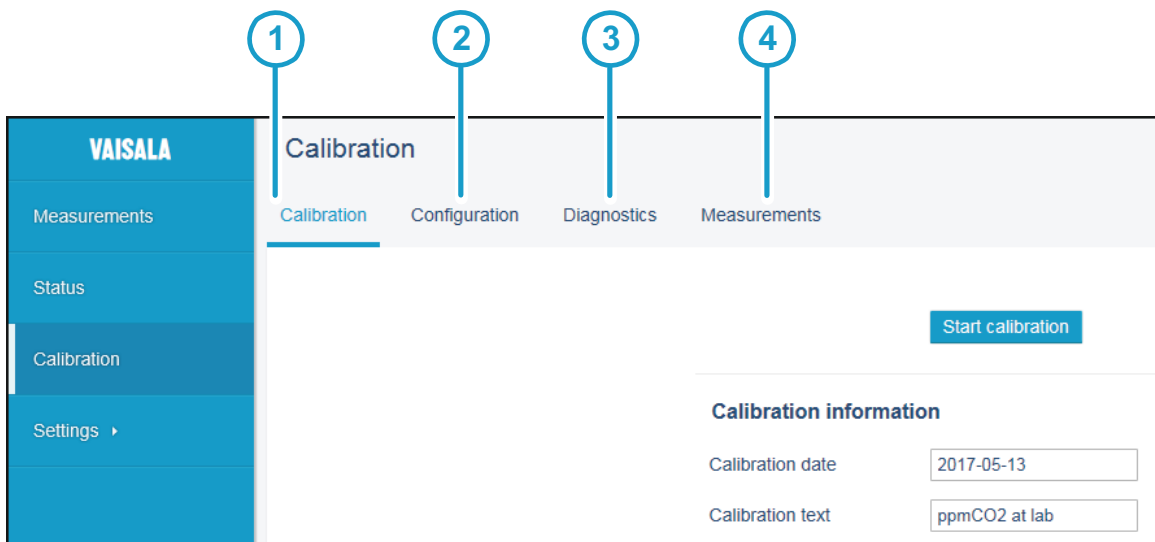 1 2 3 4
VAISALA
Calibration
Measurements
Calibration Configuration Diagnostics Measurements
Status
Start calibration
Calibration
Calibration information
Settings
Calibration date 2017-05-13
Calibration text ppmCO2 at lab